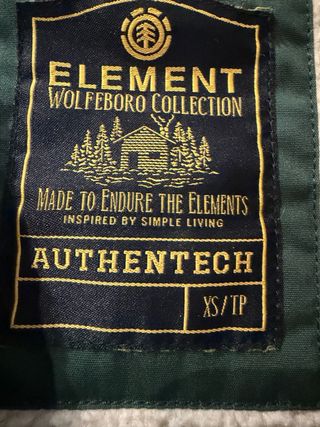 ELEMENT
WOLFEBORO COLLECTION
MADE TO ENDURE THE ELEMENTS
INSPIRED BY SIMPLE LIVING
AUTHENTECH
XS/TP